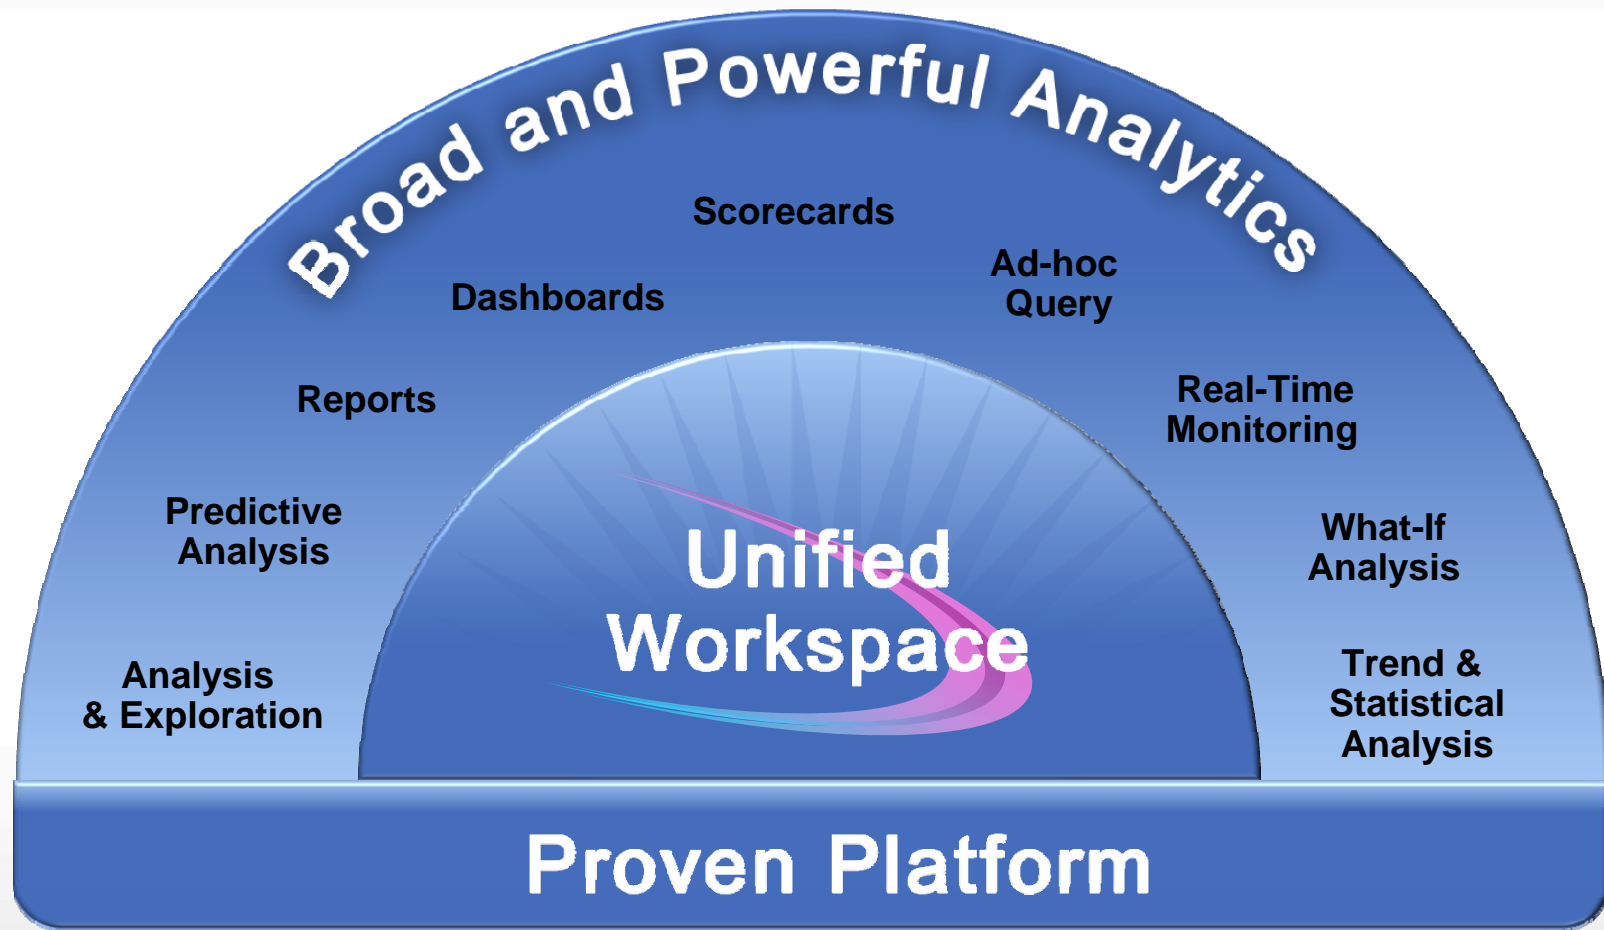 Broad and Powerful Analytics
Scorecards
Ad-hoc
Query
Dashboards
Real-Time
Monitoring
Reports
Predictive
Analysis
What-If
Analysis
Unified
Workspace
Analysis
& Exploration
Trend &
Statistical
Analysis
Proven Platform